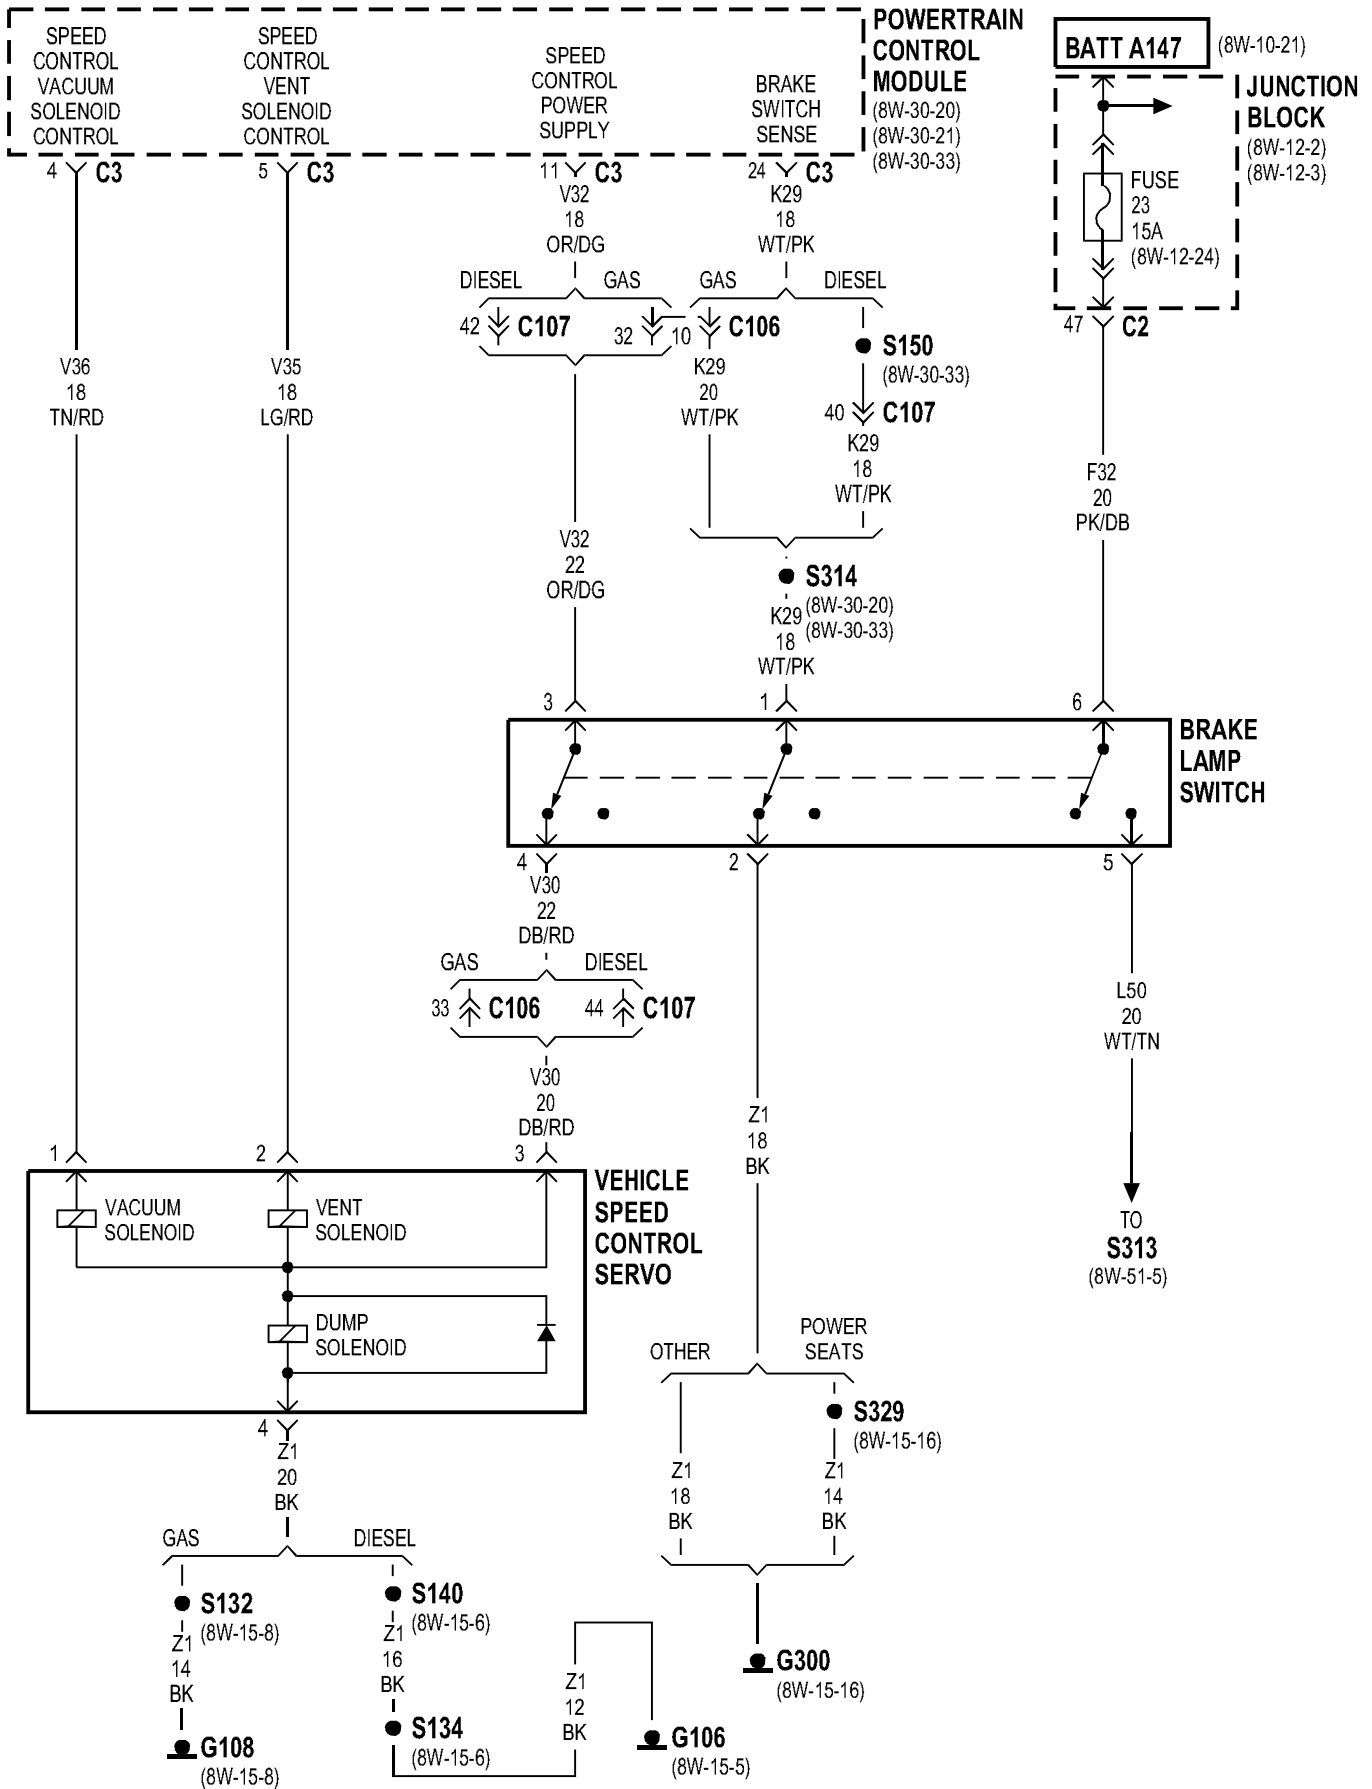 SPEED
CONTROL
VACUUM
SOLENOID
CONTROL
SPEED
CONTROL
VENT
SOLENOID
CONTROL
SPEED
CONTROL
POWER
SUPPLY
BRAKE
SWITCH
SENSE
POWERTRAIN
CONTROL
MODULE
(8W-30-20)
(8W-30-21)
(8W-30-33)
BATT A147
(8W-10-21)
JUNCTION
BLOCK
(8W-12-2)
(8W-12-3)
FUSE
23
15A
(8W-12-24)
4 C3
5 C3
11 C3
24 C3
V32
18
OR/DG
K29
18
WT/PK
DIESEL
GAS
GAS
DIESEL
42 C107
32
10 C106
S150
(8W-30-33)
47 C2
V36
18
TN/RD
V35
18
LG/RD
K29
20
WT/PK
40 C107
K29
18
WT/PK
F32
20
PK/DB
V32
22
OR/DG
S314
(8W-30-20)
(8W-30-33)
K29
18
WT/PK
3
1
6
BRAKE
LAMP
SWITCH
4
2
5
V30
22
DB/RD
GAS
DIESEL
33 C106
44 C107
V30
20
DB/RD
L50
20
WT/TN
Z1
18
BK
1
2
3
VACUUM
SOLENOID
VENT
SOLENOID
DUMP
SOLENOID
VEHICLE
SPEED
CONTROL
SERVO
TO
S313
(8W-51-5)
4
Z1
20
BK
OTHER
POWER
SEATS
S329
(8W-15-16)
Z1
18
BK
Z1
14
BK
GAS
DIESEL
S132
(8W-15-8)
Z1
14
BK
G108
(8W-15-8)
S140
(8W-15-6)
Z1
16
BK
S134
(8W-15-6)
Z1
12
BK
G106
(8W-15-5)
G300
(8W-15-16)